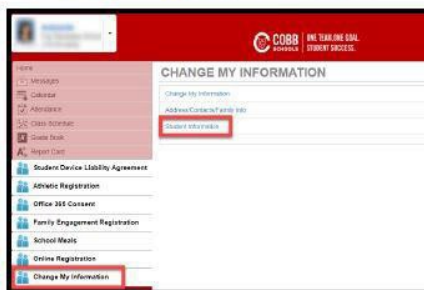 COBB
SCHOOLS
ONE TEAM, ONE GOAL:
STUDENT SUCCESS.
Home
Messages
Calendar
Attendance
Class Schedule
Grade Book
Report Card
Student Device Liability Agreement
Athletic Registration
Office 365 Consent
Family Engagement Registration
School Meals
Online Registration
Change My Information
CHANGE MY INFORMATION
Change My Information
Address/Contacts/Family Info
Student Information